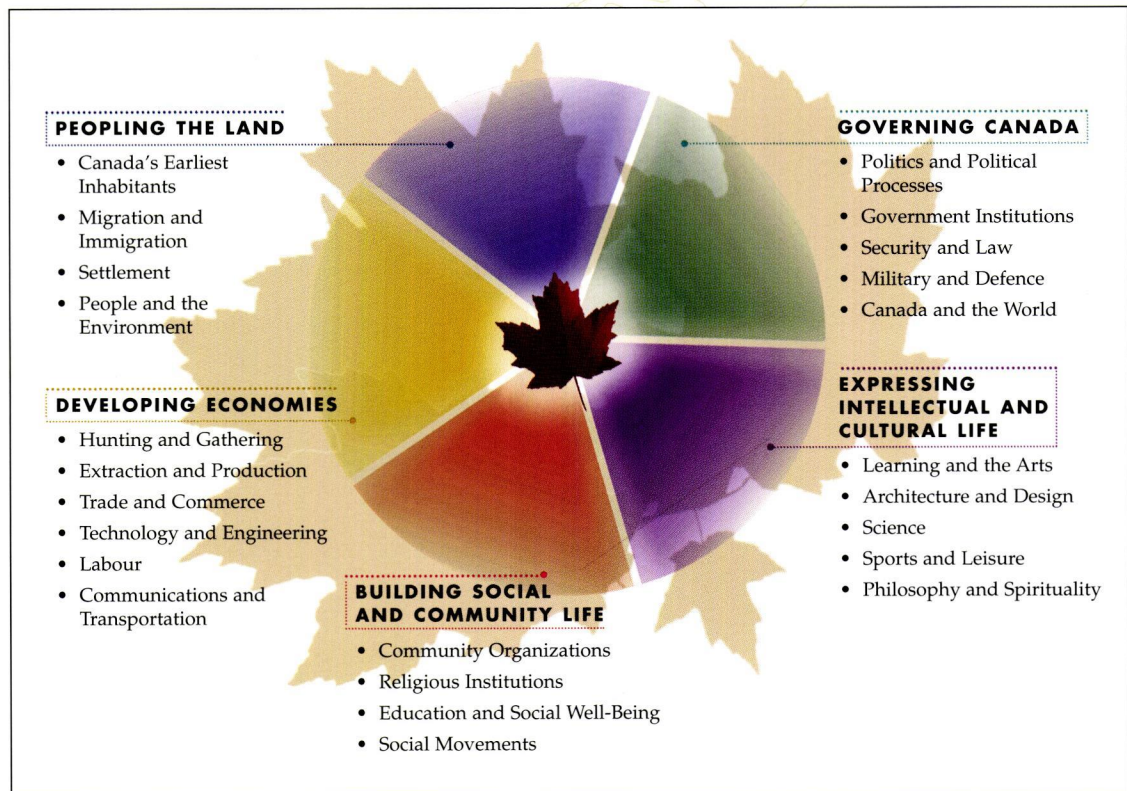 PEOPLING THE LAND
• Canada's Earliest
Inhabitants
• Migration and
Immigration
• Settlement
• People and the
Environment
GOVERNING CANADA
• Politics and Political
Processes
• Government Institutions
• Security and Law
• Military and Defence
• Canada and the World
DEVELOPING ECONOMIES
• Hunting and Gathering
• Extraction and Production
• Trade and Commerce
• Technology and Engineering
• Labour
• Communications and
Transportation
EXPRESSING
INTELLECTUAL AND
CULTURAL LIFE
• Learning and the Arts
• Architecture and Design
• Science
• Sports and Leisure
• Philosophy and Spirituality
BUILDING SOCIAL
AND COMMUNITY LIFE
• Community Organizations
• Religious Institutions
• Education and Social Well-Being
• Social Movements